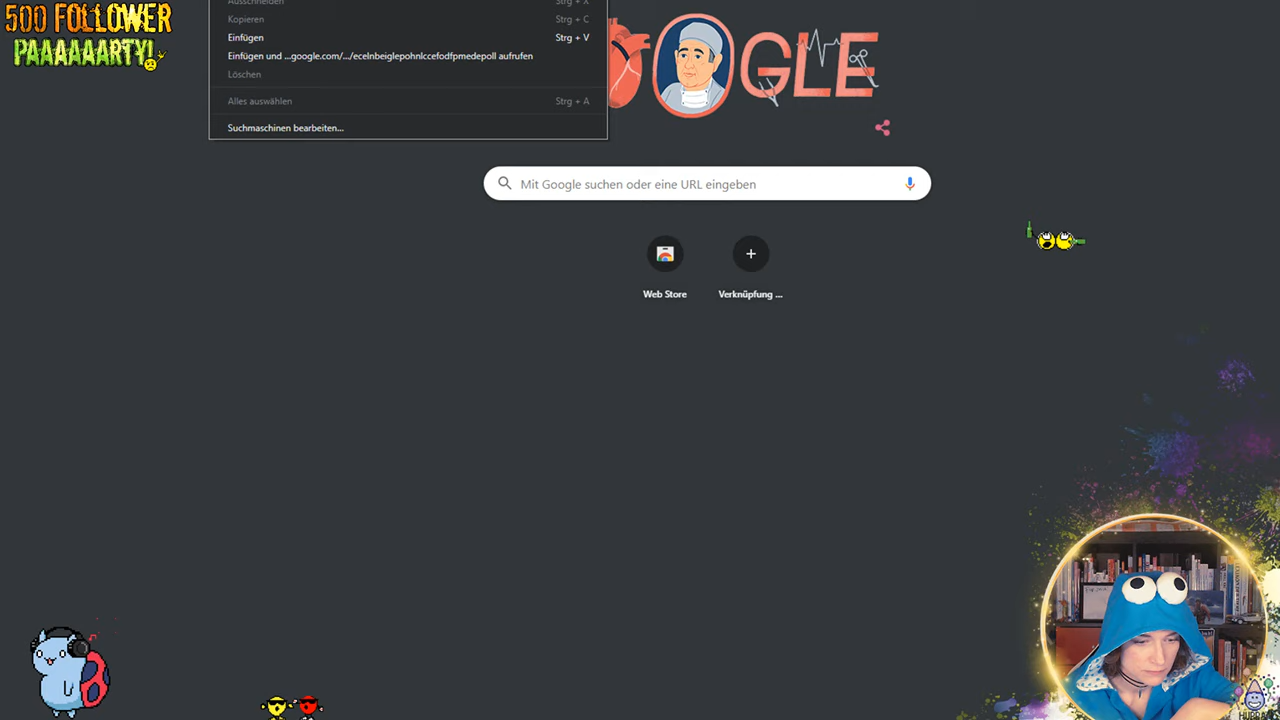 500 FOLLOWER
PAAAAAARTY!
Ausschneiden Strg + X
Kopieren Strg + C
Einfügen Strg + V
Einfügen und ...google.com/.../ecelnbeiglepohnlccefodfpmedepoll aufrufen
Löschen
Alles auswählen Strg + A
Suchmaschinen bearbeiten...
GLE
Mit Google suchen oder eine URL eingeben
Web Store
Verknüpfung ...